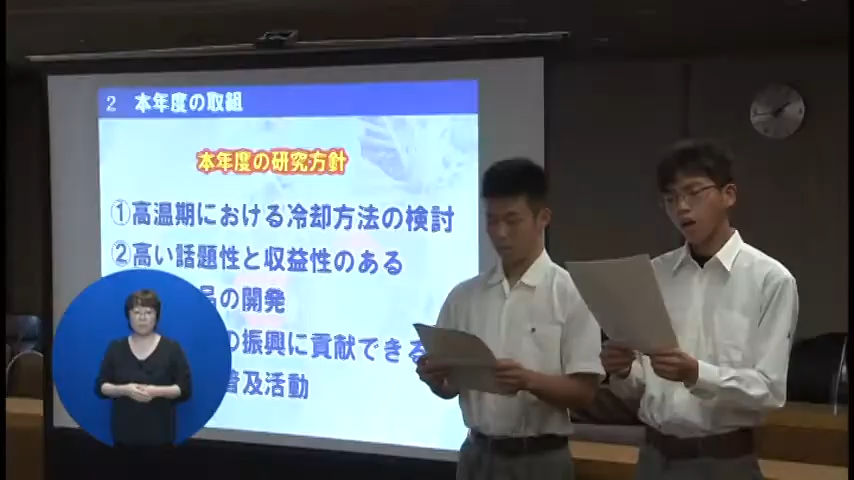 2 本年度の取組
本年度の研究方針
①高温期における冷却方法の検討
②高い話題性と収益性のある
品の開発
の振興に貢献できる
普及活動